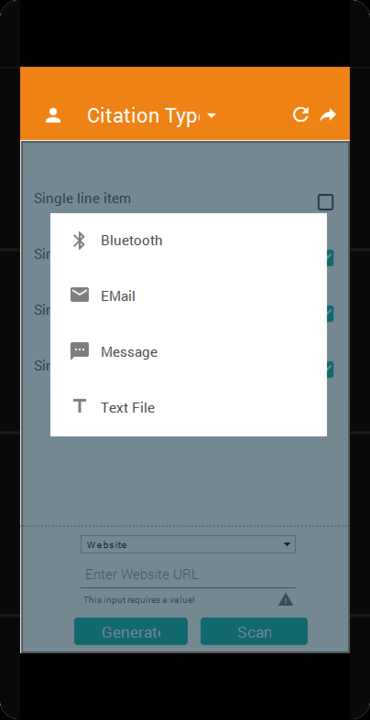 Citation Typ
Single line item
Bluetooth
Sin
EMail
Sin
Message
Sin
Text File
Website
Enter Website URL
This input requires a value!
Generate Scan